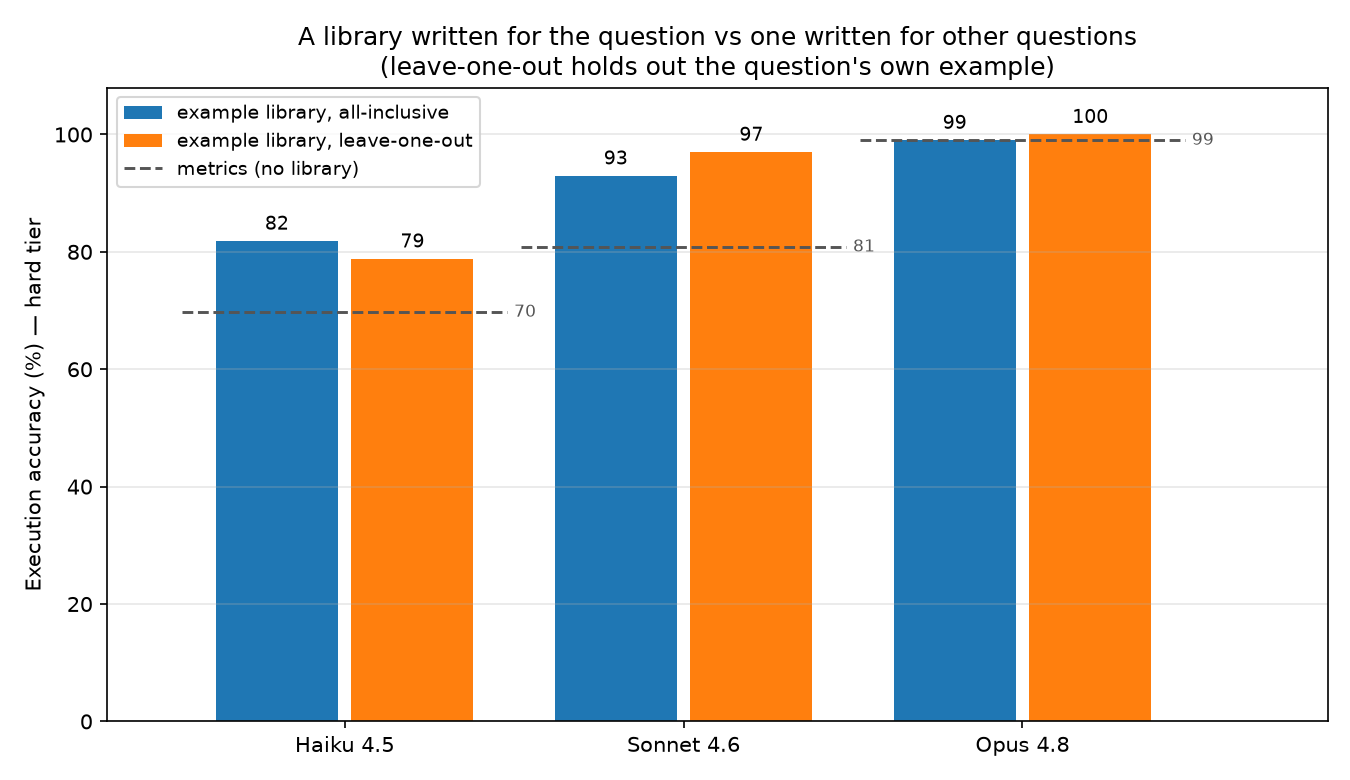 A library written for the question vs one written for other questions
(leave-one-out holds out the question's own example)
example library, all-inclusive
example library, leave-one-out
metrics (no library)
Execution accuracy (%) — hard tier
100
80
60
40
20
0
82
79
70
93
97
81
99
100
99
Haiku 4.5
Sonnet 4.6
Opus 4.8